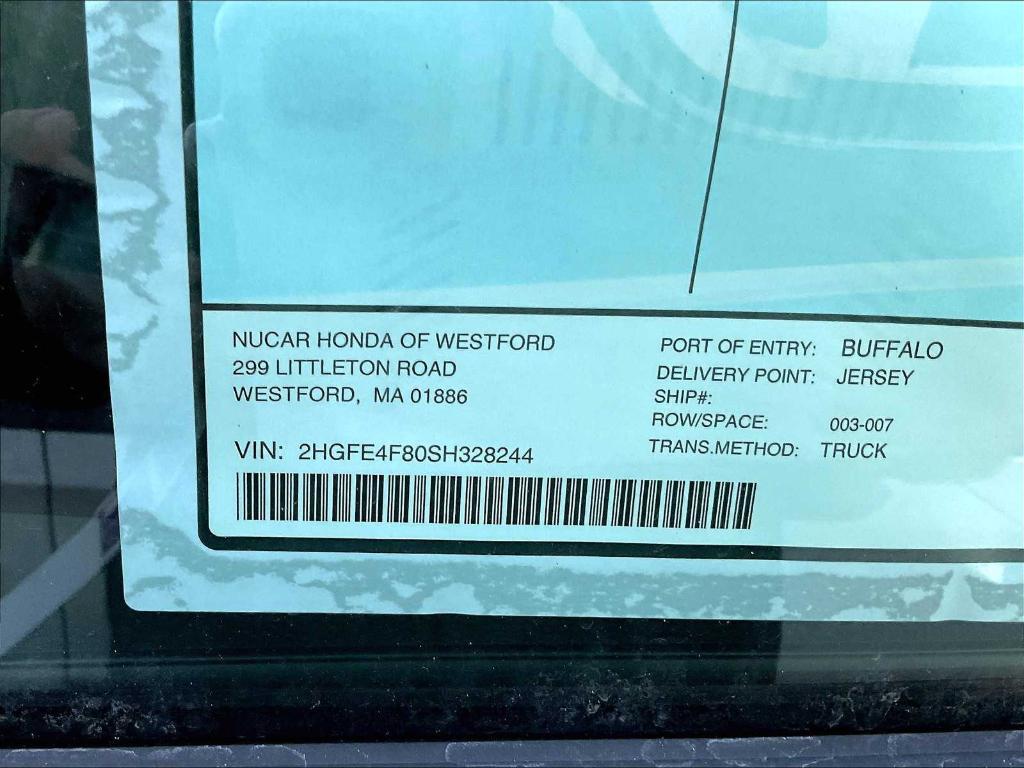 NUCAR HONDA OF WESTFORD
299 LITTLETON ROAD
WESTFORD, MA 01886
VIN: 2HGFE4F80SH328244
PORT OF ENTRY: BUFFALO
DELIVERY POINT: JERSEY
SHIP#:
ROW/SPACE: 003-007
TRANS.METHOD: TRUCK